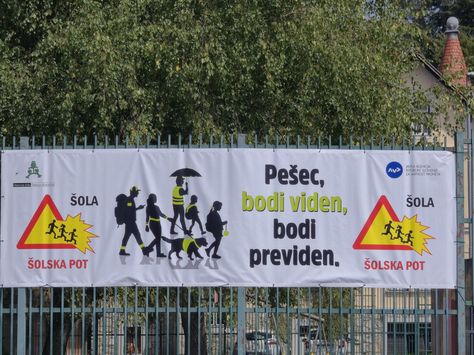 ŠOLA
ŠOLSKA POT
Pešec,
bodi viden,
bodi
previden.
ŠOLA
ŠOLSKA POT